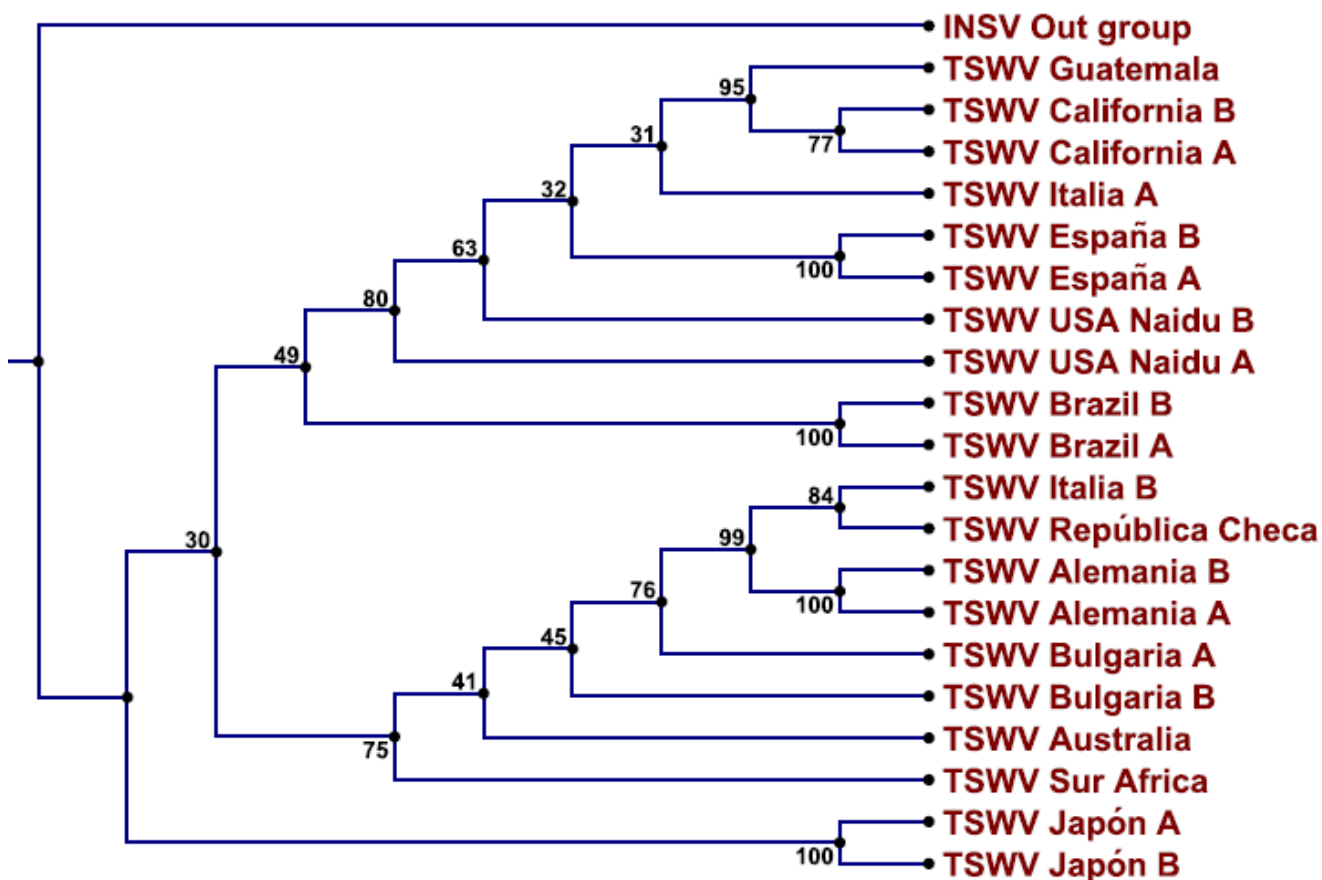 INSV Out group
TSWV Guatemala
95
TSWV California B
31
77
TSWV California A
32
TSWV Italia A
63
TSWV España B
100
TSWV España A
80
TSWV USA Naidu B
49
TSWV USA Naidu A
TSWV Brazil B
100
TSWV Brazil A
84
TSWV Italia B
30
99
TSWV República Checa
TSWV Alemania B
76
100
TSWV Alemania A
45
TSWV Bulgaria A
41
TSWV Bulgaria B
75
TSWV Australia
TSWV Sur Africa
TSWV Japón A
100
TSWV Japón B